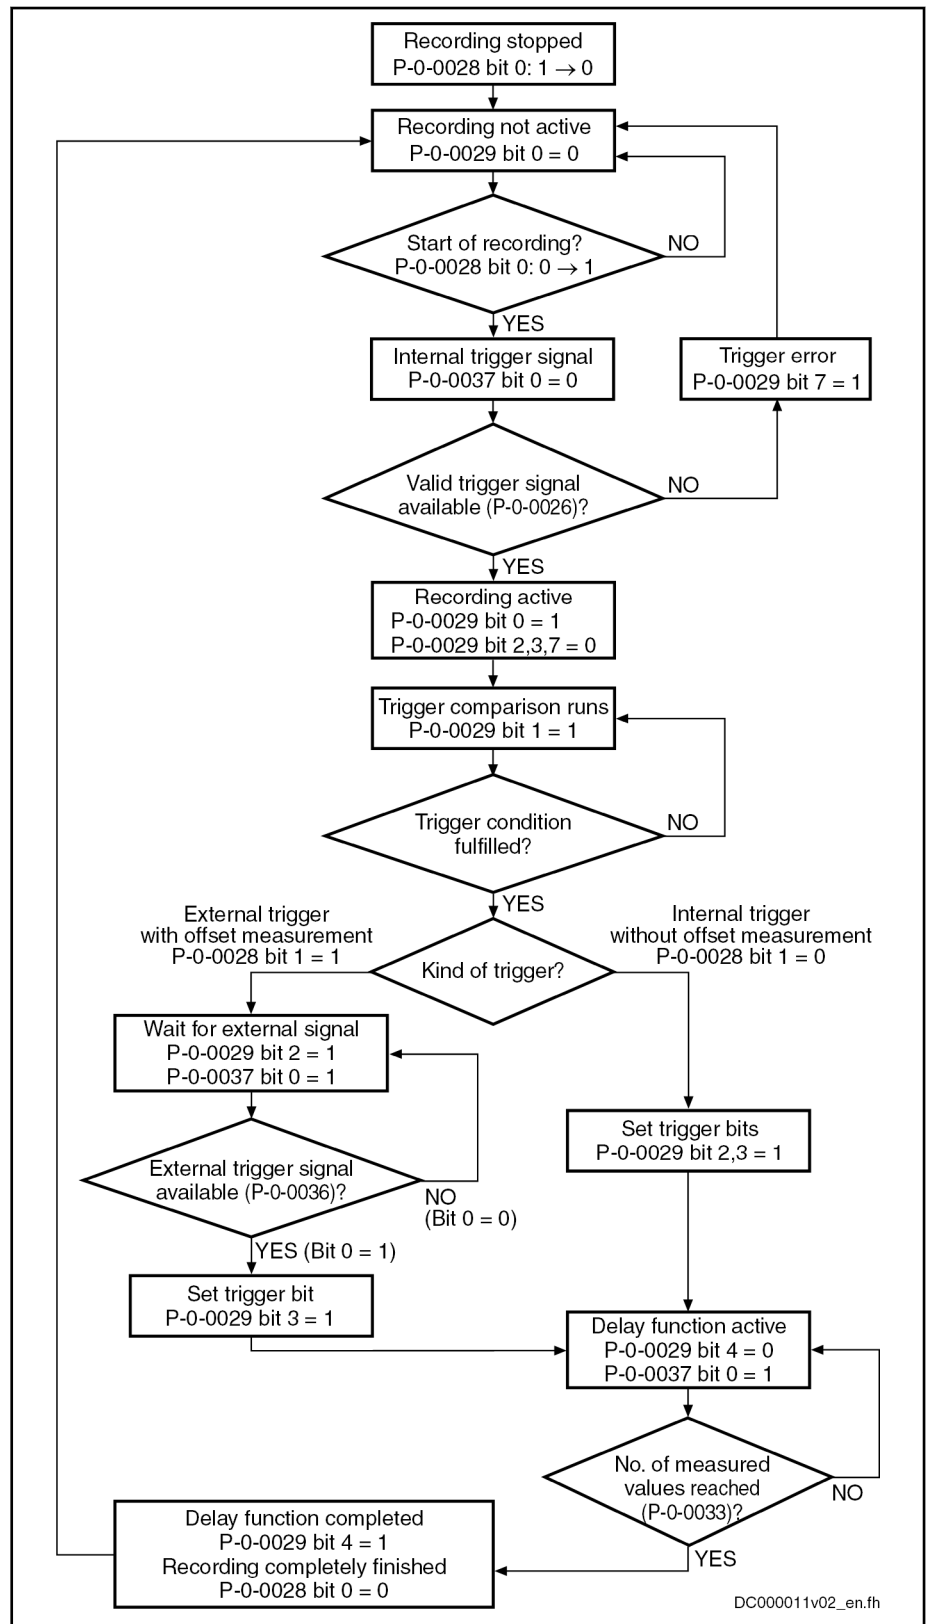 Recording stopped
P-0-0028 bit 0: 1 → 0
Recording not active
P-0-0029 bit 0 = 0
Start of recording?
P-0-0028 bit 0: 0 → 1
NO
YES
Internal trigger signal
P-0-0037 bit 0 = 0
Trigger error
P-0-0029 bit 7 = 1
Valid trigger signal
available (P-0-0026)?
NO
YES
Recording active
P-0-0029 bit 0 = 1
P-0-0029 bit 2,3,7 = 0
Trigger comparison runs
P-0-0029 bit 1 = 1
Trigger condition
fulfilled?
NO
YES
External trigger
with offset measurement
P-0-0028 bit 1 = 1
Kind of trigger?
Internal trigger
without offset measurement
P-0-0028 bit 1 = 0
Wait for external signal
P-0-0029 bit 2 = 1
P-0-0037 bit 0 = 1
External trigger signal
available (P-0-0036)?
NO
(Bit 0 = 0)
YES (Bit 0 = 1)
Set trigger bit
P-0-0029 bit 3 = 1
Set trigger bits
P-0-0029 bit 2,3 = 1
Delay function active
P-0-0029 bit 4 = 0
P-0-0037 bit 0 = 1
No. of measured
values reached
(P-0-0033)?
NO
YES
Delay function completed
P-0-0029 bit 4 = 1
Recording completely finished
P-0-0028 bit 0 = 0
DC000011v02_en.fh